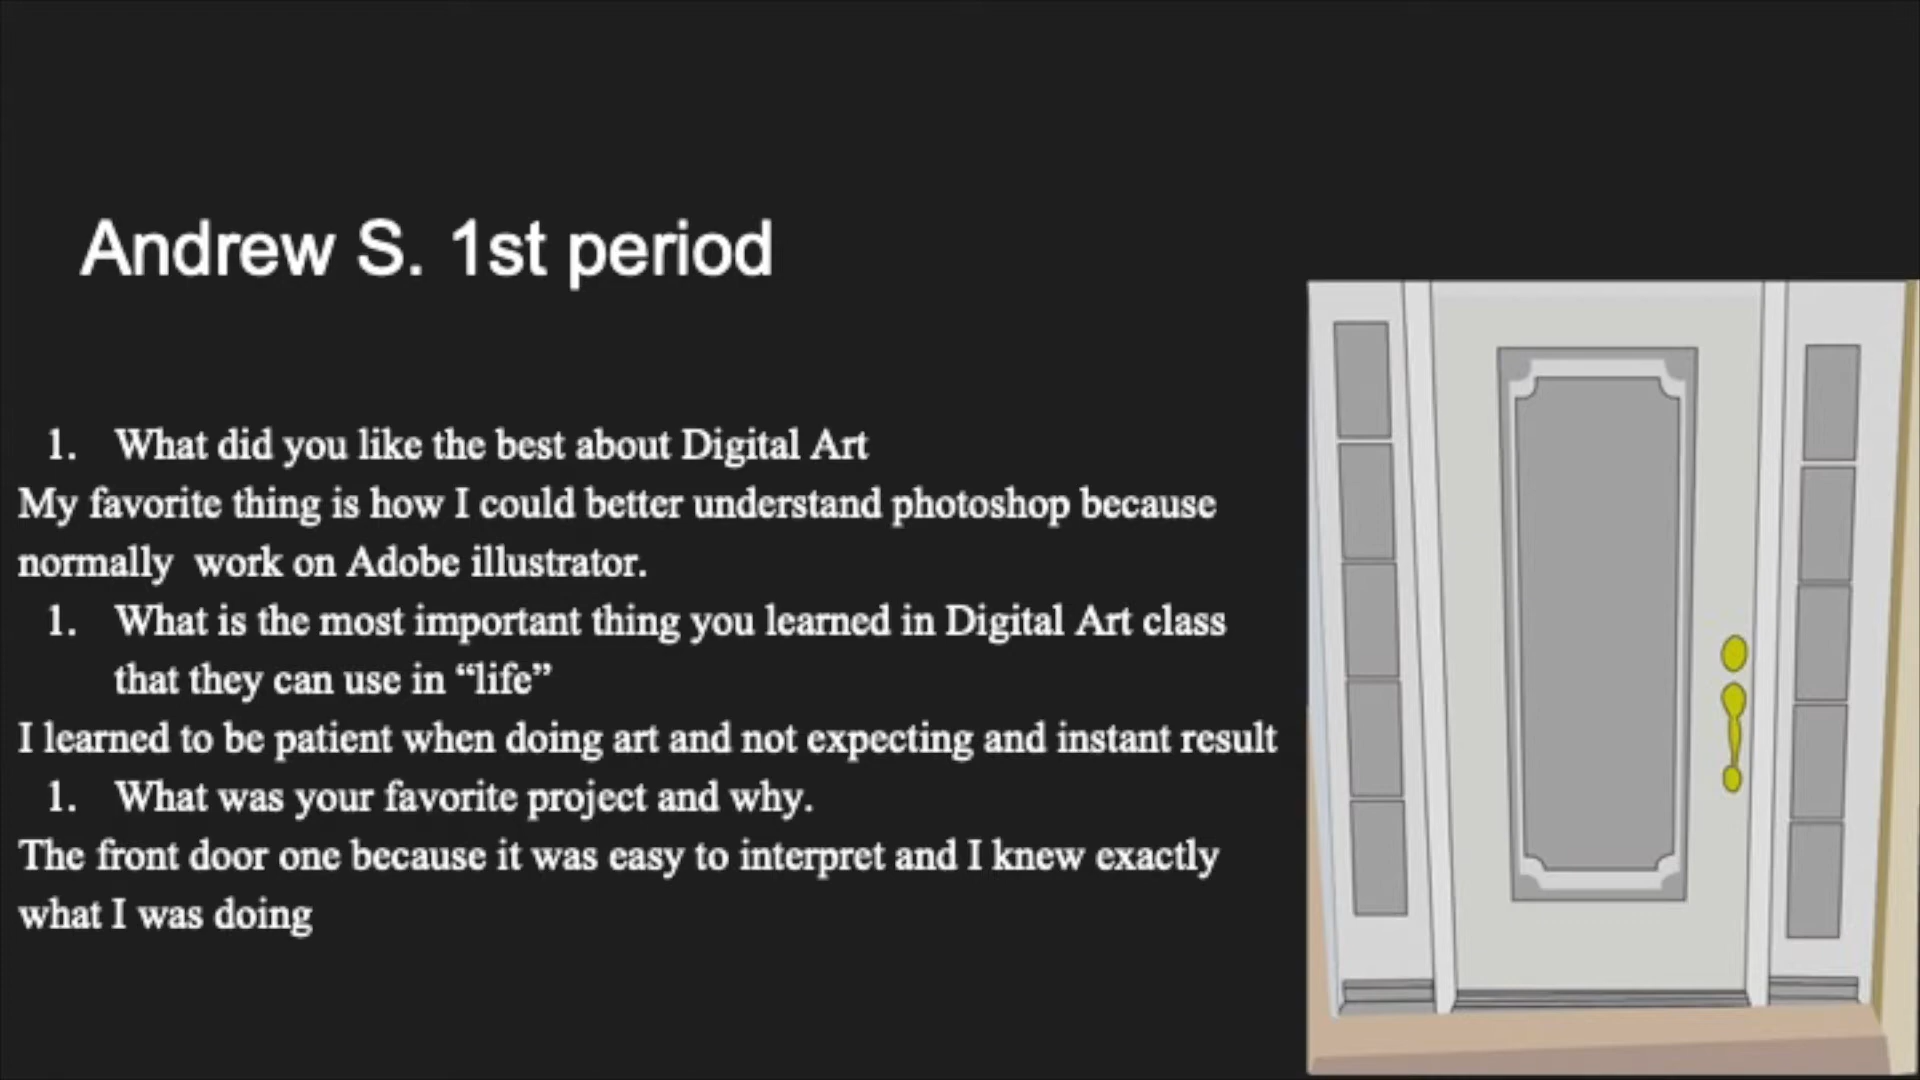 Andrew S. 1st period
1. What did you like the best about Digital Art
My favorite thing is how I could better understand photoshop because
normally  work on Adobe illustrator.
1. What is the most important thing you learned in Digital Art class
that they can use in “life”
I learned to be patient when doing art and not expecting and instant result
1. What was your favorite project and why.
The front door one because it was easy to interpret and I knew exactly
what I was doing